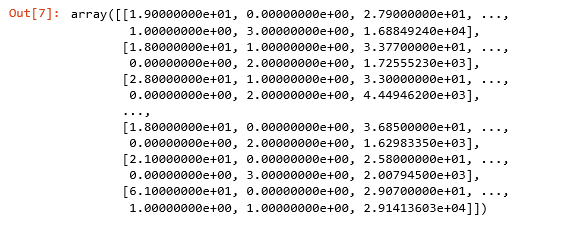 Out[7]: array([[1.90000000e+01, 0.00000000e+00, 2.79000000e+01, ...,
1.00000000e+00, 3.00000000e+00, 1.68849240e+04],
[1.80000000e+01, 1.00000000e+00, 3.37700000e+01, ...,
0.00000000e+00, 2.00000000e+00, 1.72555230e+03],
[2.80000000e+01, 1.00000000e+00, 3.30000000e+01, ...,
0.00000000e+00, 2.00000000e+00, 4.44946200e+03],
...,
[1.80000000e+01, 0.00000000e+00, 3.68500000e+01, ...,
0.00000000e+00, 2.00000000e+00, 1.62983350e+03],
[2.10000000e+01, 0.00000000e+00, 2.58000000e+01, ...,
0.00000000e+00, 3.00000000e+00, 2.00794500e+03],
[6.10000000e+01, 0.00000000e+00, 2.90700000e+01, ...,
1.00000000e+00, 1.00000000e+00, 2.91413603e+04]])